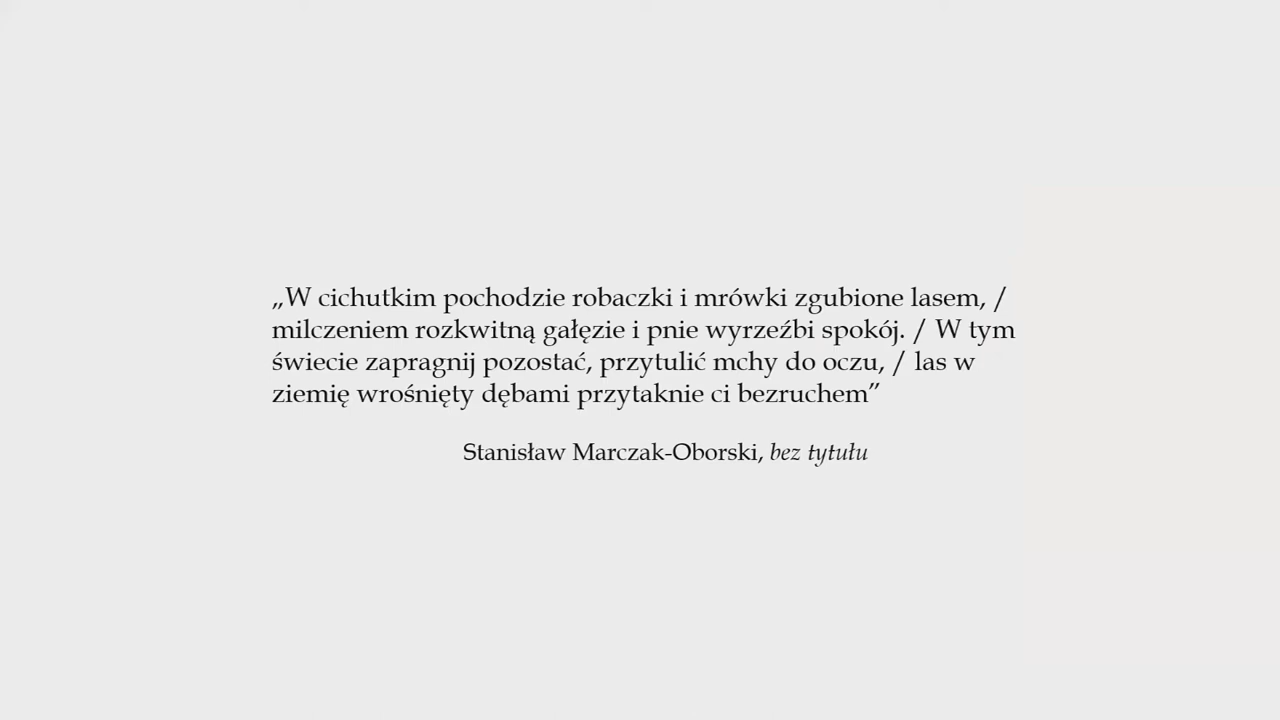 „W cichutkim pochodzie robaczki i mrówki zgubione lasem, /
milczeniem rozkwitną gałęzie i pnie wyrzeźbi spokój. / W tym
świecie zapragnij pozostać, przytulić mchy do oczu, / las w
ziemię wrośnięty dębami przytaknie ci bezruchem”
Stanisław Marczak-Oborski, bez tytułu